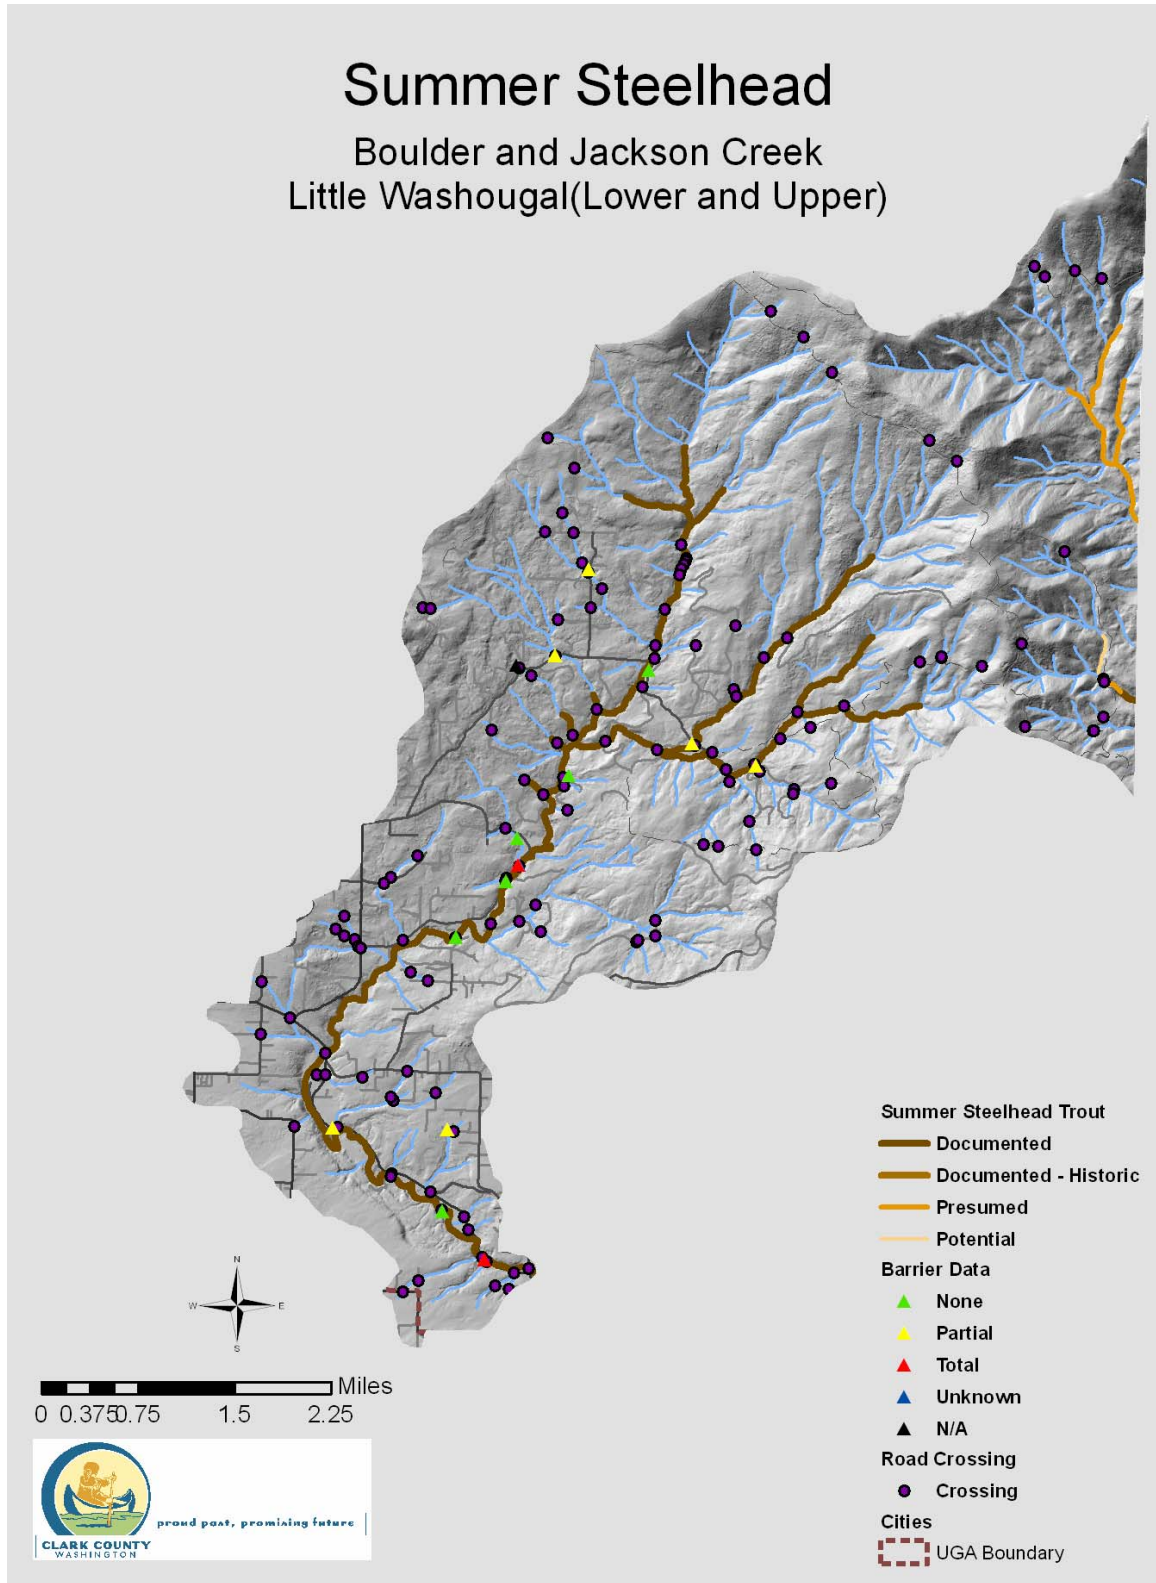 Summer Steelhead
Boulder and Jackson Creek
Little Washougal(Lower and Upper)
Summer Steelhead Trout
Documented
Documented - Historic
Presumed
Potential
Barrier Data
None
Partial
Total
Unknown
N/A
Road Crossing
Crossing
Cities
UGA Boundary
N
W E
S
Miles
0 0.375 0.75 1.5 2.25
proud past, promising future
CLARK COUNTY
WASHINGTON